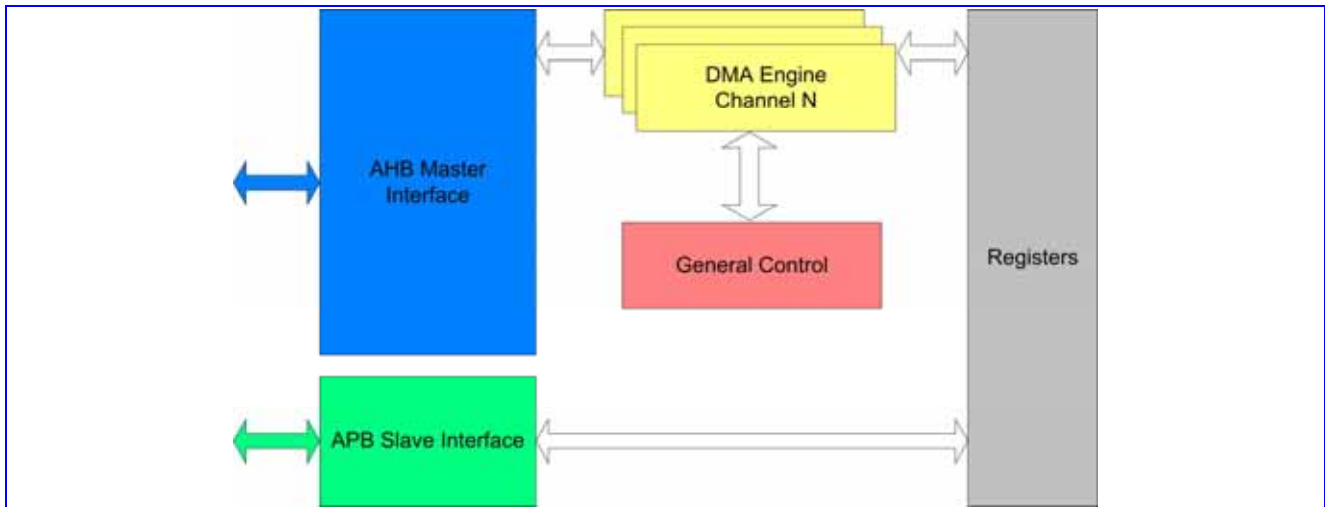 DMA Engine
Channel N
AHB Master
Interface
General Control
Registers
APB Slave Interface